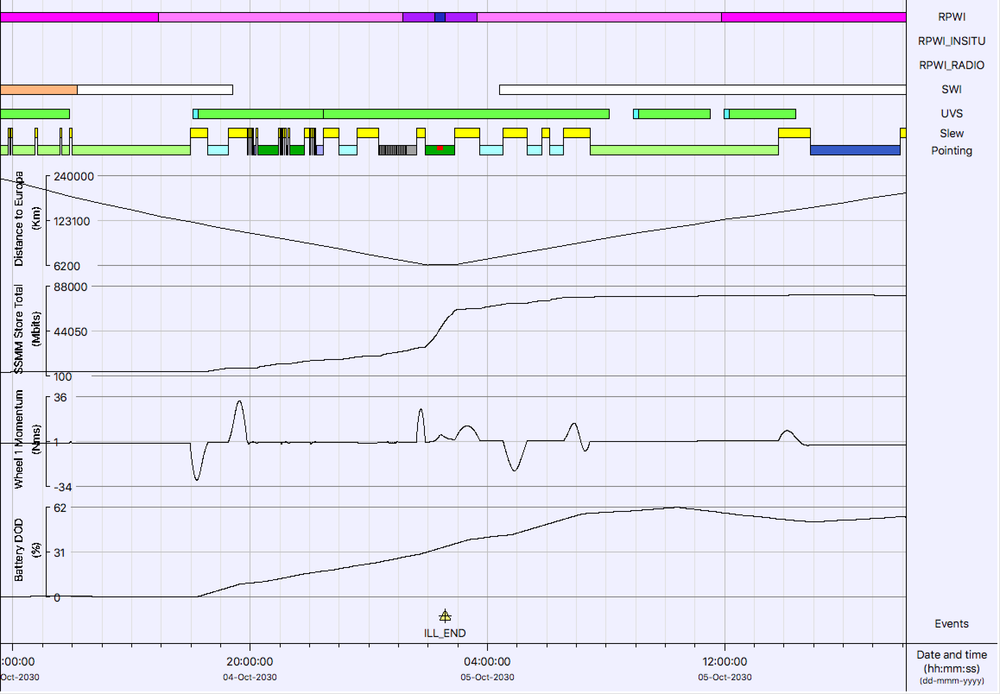 RPWI
RPWI_INSITU
RPWI_RADIO
SWI
UVS
Slew
Pointing
Distance to Europa
(Km)
240000
123100
6200
SSMM Store Total
(Mbits)
88000
44050
100
Wheel 1 Momentum
(Nms)
36
1
-34
Battery DOD
(%)
62
31
0
ILL_END
Events
:00:00 20:00:00 04:00:00 12:00:00
Oct-2030 04-Oct-2030 05-Oct-2030 05-Oct-2030
Date and time
(hh:mm:ss)
(dd-mmm-yyyy)